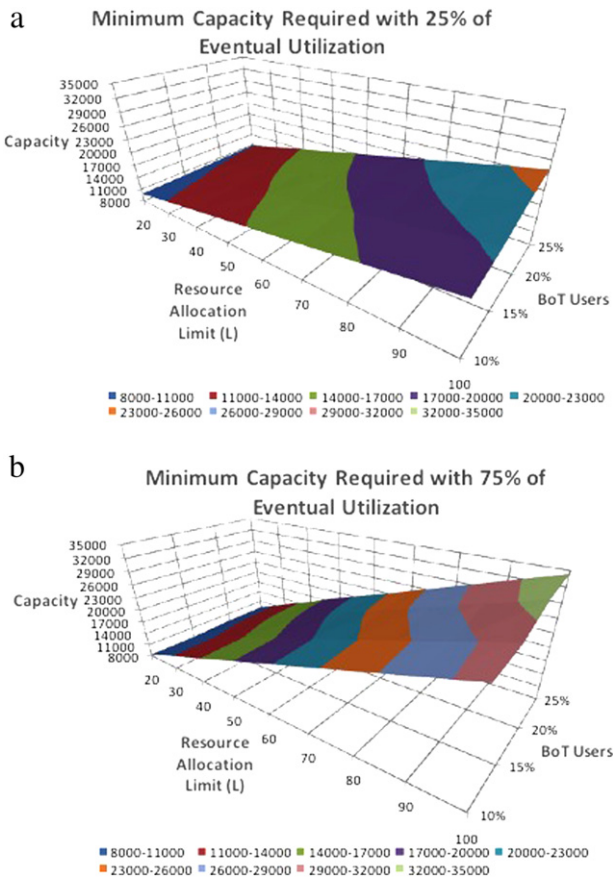 a
Minimum Capacity Required with 25% of
Eventual Utilization
35000
32000
29000
26000
Capacity 23000
20000
17000
14000
11000
8000
20
30
40
50
60
70
80
90
100
Resource
Allocation
Limit (L)
25%
20%
15%
10%
BoT Users
8000-11000 11000-14000 14000-17000 17000-20000 20000-23000
23000-26000 26000-29000 29000-32000 32000-35000
b
Minimum Capacity Required with 75% of
Eventual Utilization
35000
32000
29000
26000
Capacity 23000
20000
17000
14000
11000
8000
20
30
40
50
60
70
80
90
100
Resource
Allocation
Limit (L)
25%
20%
15%
10%
BoT Users
8000-11000 11000-14000 14000-17000 17000-20000 20000-23000
23000-26000 26000-29000 29000-32000 32000-35000